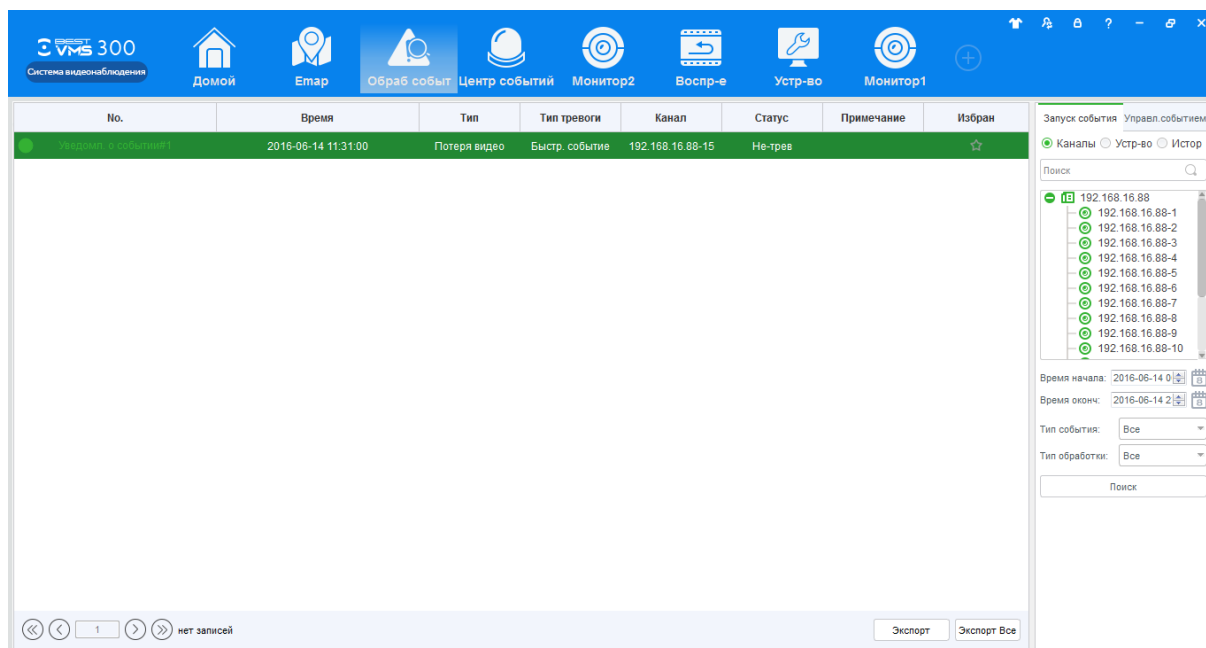 BEST VMS 300
Система видеонаблюдения
Домой
Emap
Обраб событ
Центр событий
Монитор2
Воспр-е
Устр-во
Монитор1
No. Время Тип Тип тревоги Канал Статус Примечание Избран
Уведомл. о событии#1 2016-06-14 11:31:00 Потеря видео Быстр. событие 192.168.16.88-15 Не-трев
Запуск события Управл.событием
Каналы Устр-во Истор
Поиск
192.168.16.88
192.168.16.88-1
192.168.16.88-2
192.168.16.88-3
192.168.16.88-4
192.168.16.88-5
192.168.16.88-6
192.168.16.88-7
192.168.16.88-8
192.168.16.88-9
192.168.16.88-10
Время начала: 2016-06-14 0
Время оконч: 2016-06-14 2
Тип события: Все
Тип обработки: Все
Поиск
1 нет записей
Экспорт Экспорт Все